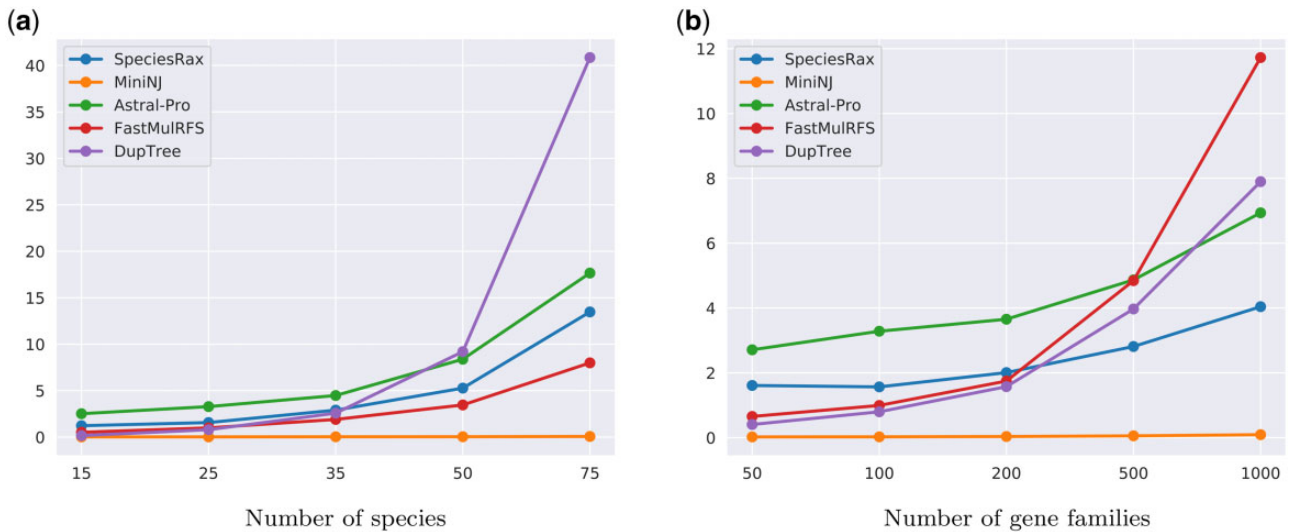 (a)
SpeciesRax
MiniNJ
Astral-Pro
FastMulRFS
DupTree
40
35
30
25
20
15
10
5
0
15 25 35 50 75
Number of species
(b)
SpeciesRax
MiniNJ
Astral-Pro
FastMulRFS
DupTree
12
10
8
6
4
2
0
50 100 200 500 1000
Number of gene families